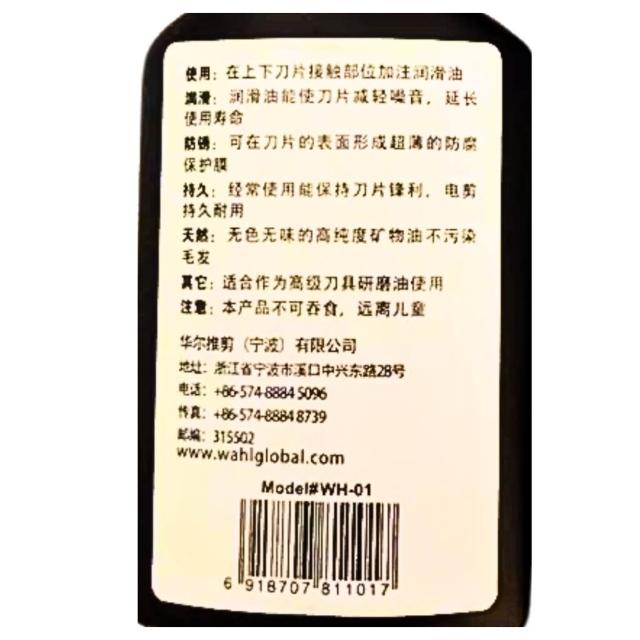 使用：在上下刀片接触部位加注润滑油
润滑：润滑油能使刀片减轻噪音，延长
使用寿命
防锈：可在刀片的表面形成超薄的防腐
保护膜
持久：经常使用能保持刀片锋利，电剪
持久耐用
天然：无色无味的高纯度矿物油不污染
毛发
其它：适合作为高级刀具研磨油使用
注意：本产品不可吞食，远离儿童
华尔推剪（宁波）有限公司
地址：浙江省宁波市溪口中兴东路28号
电话：+86-574-8884 5096
传真：+86-574-8884 8739
邮编：315502
www.wahlglobal.com
Model#WH-01
6 918707 811017